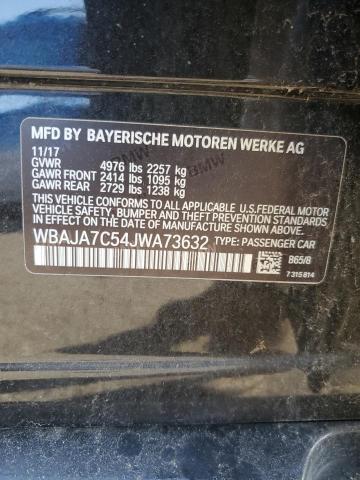 MFD BY BAYERISCHE MOTOREN WERKE AG
11/17
GVWR 4976 lbs 2257 kg
GAWR FRONT 2414 lbs 1095 kg
GAWR REAR 2729 lbs 1238 kg
THIS VEHICLE CONFORMS TO ALL APPLICABLE U.S. FEDERAL MOTOR
VEHICLE SAFETY, BUMPER, AND THEFT PREVENTION STANDARDS
IN EFFECT ON THE DATE OF MANUFACTURE SHOWN ABOVE.
WBAJA7C54JWA73632 TYPE: PASSENGER CAR
B65/B
7315814